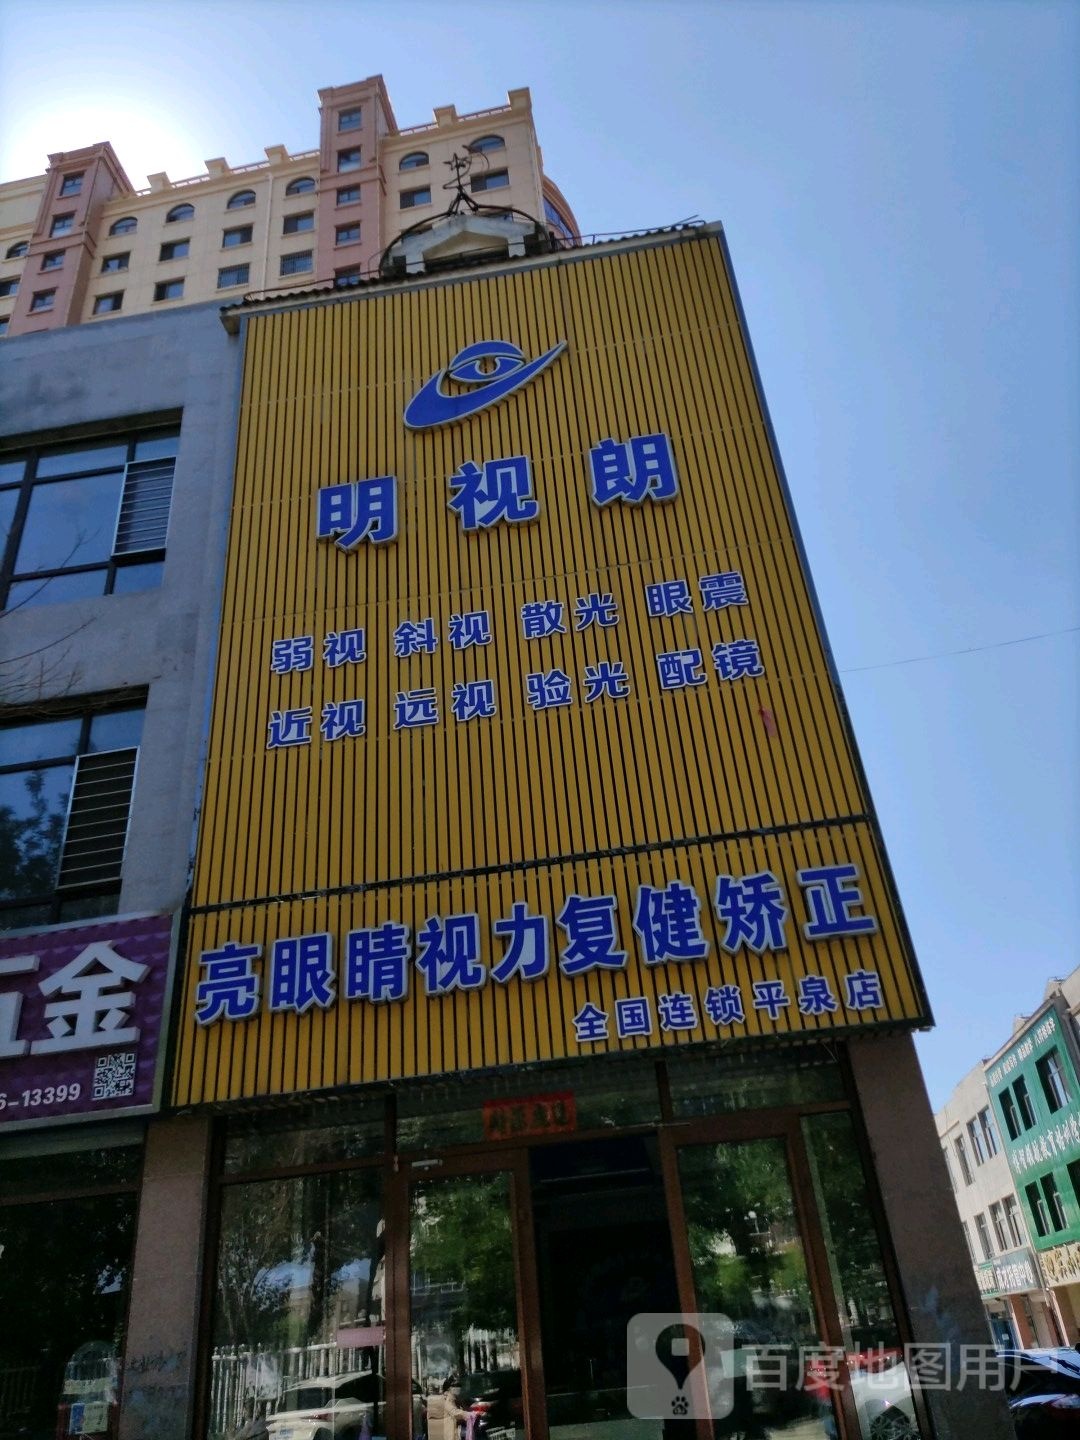 明视朗
弱视 斜视 散光 眼震
近视 远视 验光 配镜
亮眼睛视力复健矫正
全国连锁平泉店
五金
6-13399
百度地图用户